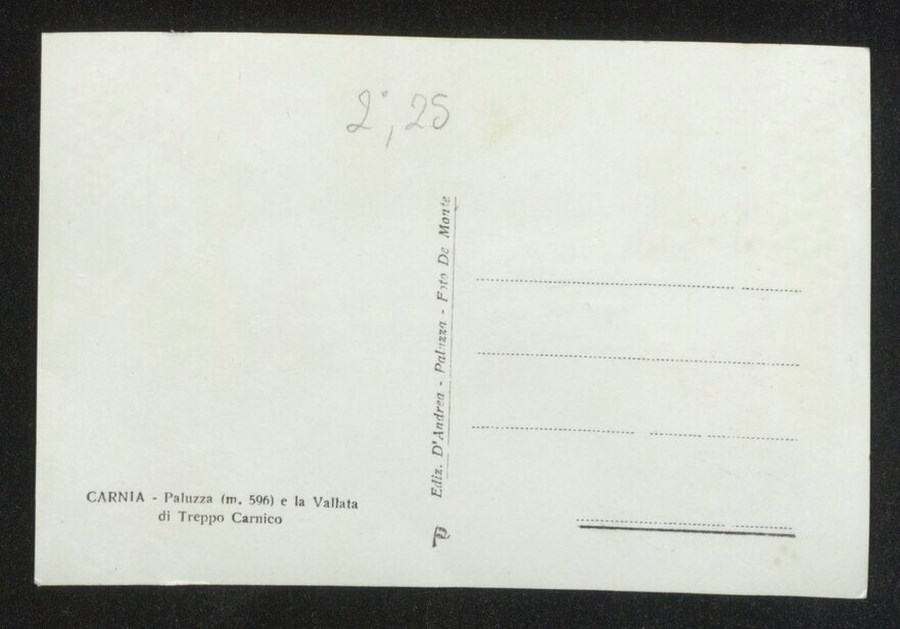 2°, 25
Ediz. D'Andrea - Paluzza - Foto De Monte
CARNIA - Paluzza (m. 596) e la Vallata
di Treppo Carnico